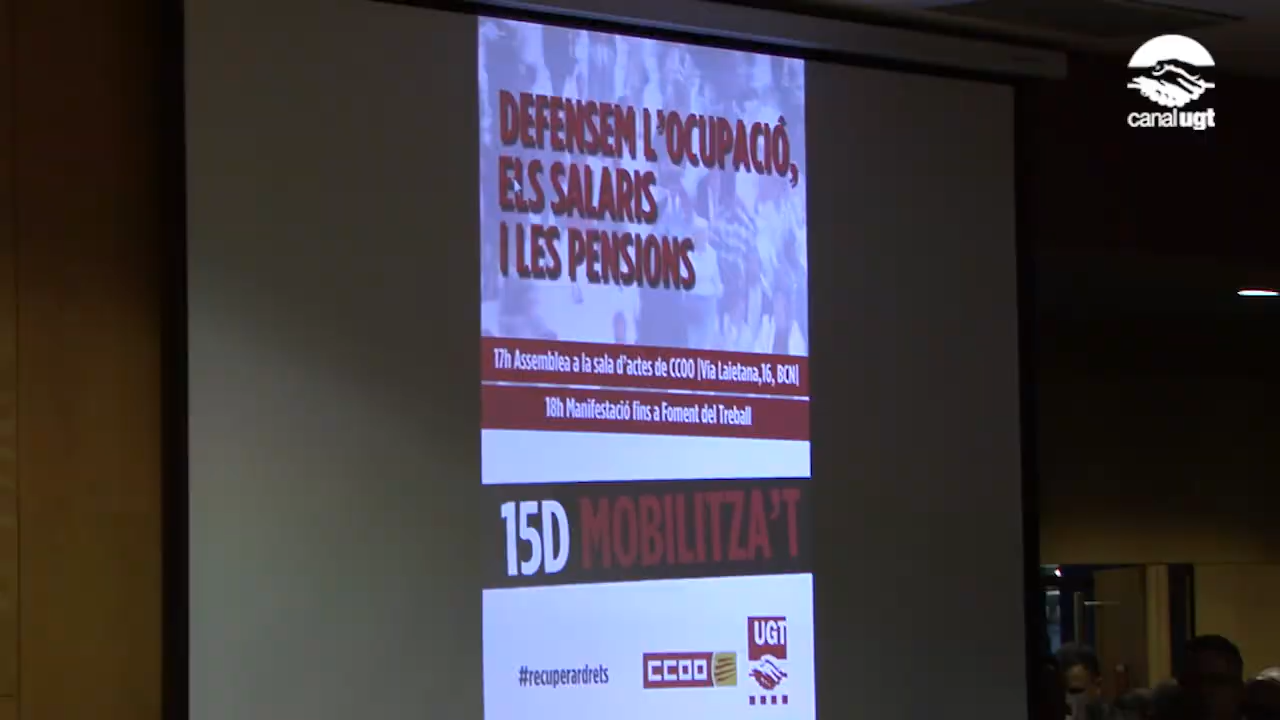 canalugt
DEFENSEM L'OCUPACIÓ,
ELS SALARIS
I LES PENSIONS
17h Assemblea a la sala d'actes de CCOO |Via Laietana,16, BCN|
18h Manifestació fins a Foment del Treball
15D MOBILITZA'T
#recuperardrets
CCOO
UGT